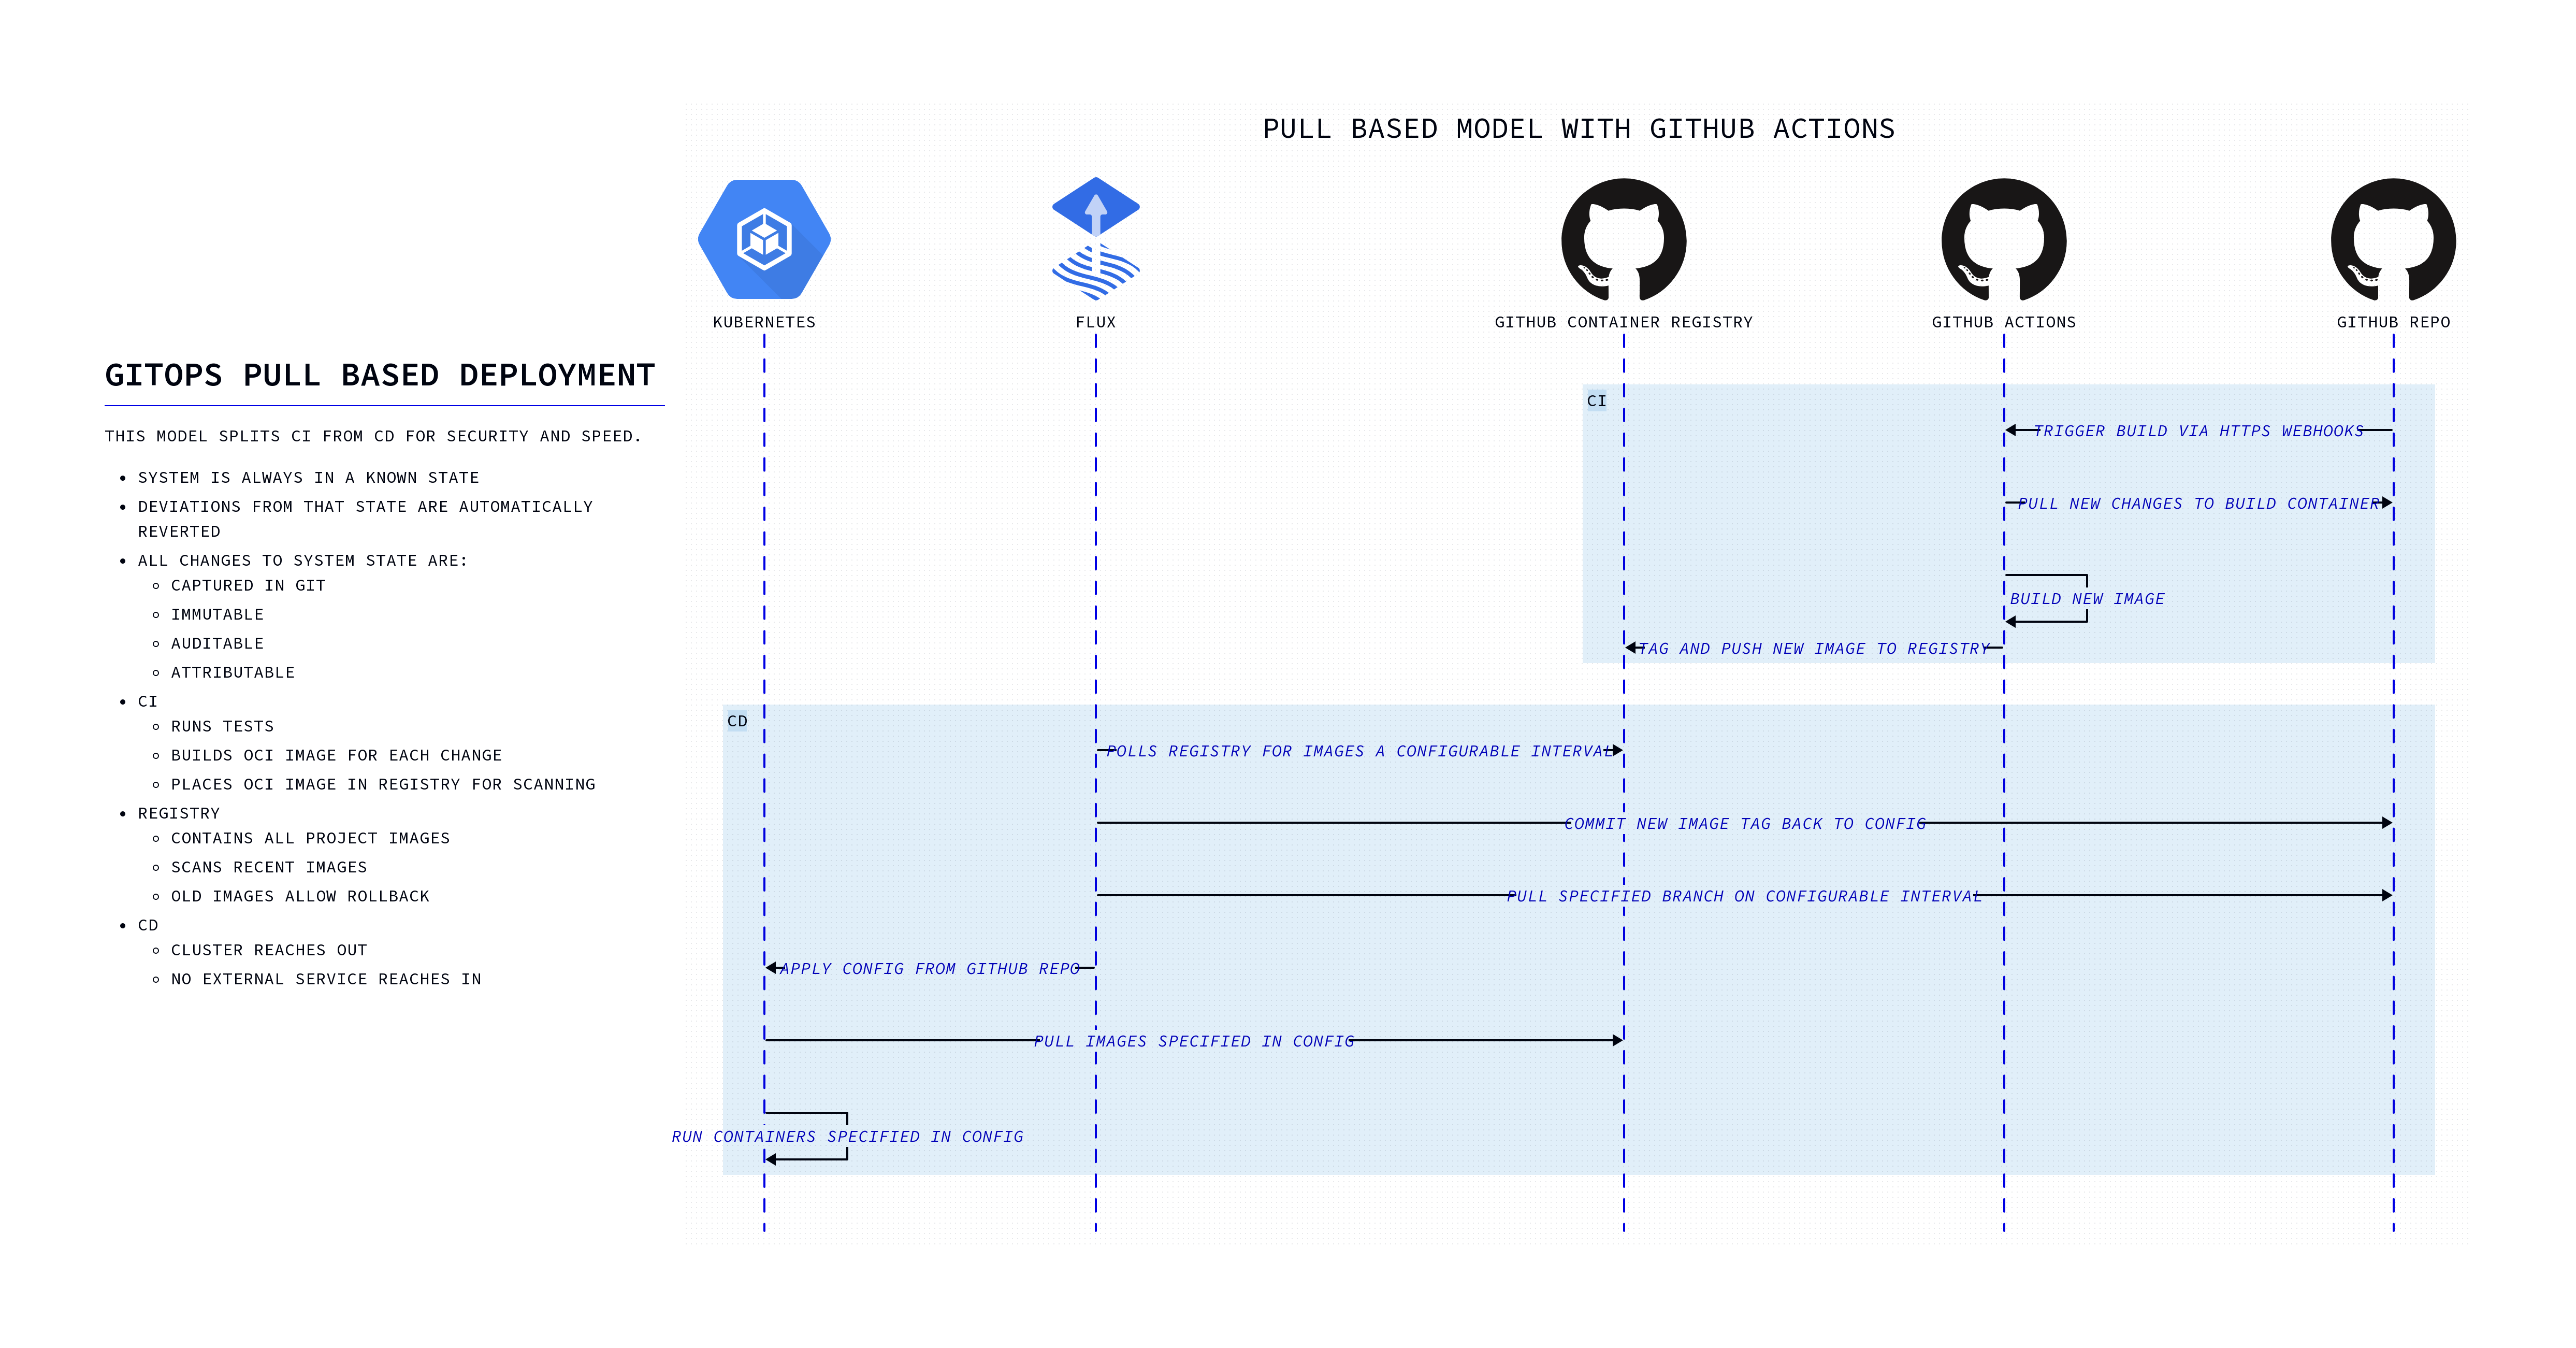 PULL BASED MODEL WITH GITHUB ACTIONS
KUBERNETES
FLUX
GITHUB CONTAINER REGISTRY
GITHUB ACTIONS
GITHUB REPO
GITOPS PULL BASED DEPLOYMENT
THIS MODEL SPLITS CI FROM CD FOR SECURITY AND SPEED.
SYSTEM IS ALWAYS IN A KNOWN STATE
DEVIATIONS FROM THAT STATE ARE AUTOMATICALLY
REVERTED
ALL CHANGES TO SYSTEM STATE ARE:
CAPTURED IN GIT
IMMUTABLE
AUDITABLE
ATTRIBUTABLE
CI
RUNS TESTS
BUILDS OCI IMAGE FOR EACH CHANGE
PLACES OCI IMAGE IN REGISTRY FOR SCANNING
REGISTRY
CONTAINS ALL PROJECT IMAGES
SCANS RECENT IMAGES
OLD IMAGES ALLOW ROLLBACK
CD
CLUSTER REACHES OUT
NO EXTERNAL SERVICE REACHES IN
CI
TRIGGER BUILD VIA HTTPS WEBHOOKS
PULL NEW CHANGES TO BUILD CONTAINER
BUILD NEW IMAGE
TAG AND PUSH NEW IMAGE TO REGISTRY
CD
POLLS REGISTRY FOR IMAGES A CONFIGURABLE INTERVAL
COMMIT NEW IMAGE TAG BACK TO CONFIG
PULL SPECIFIED BRANCH ON CONFIGURABLE INTERVAL
APPLY CONFIG FROM GITHUB REPO
PULL IMAGES SPECIFIED IN CONFIG
RUN CONTAINERS SPECIFIED IN CONFIG